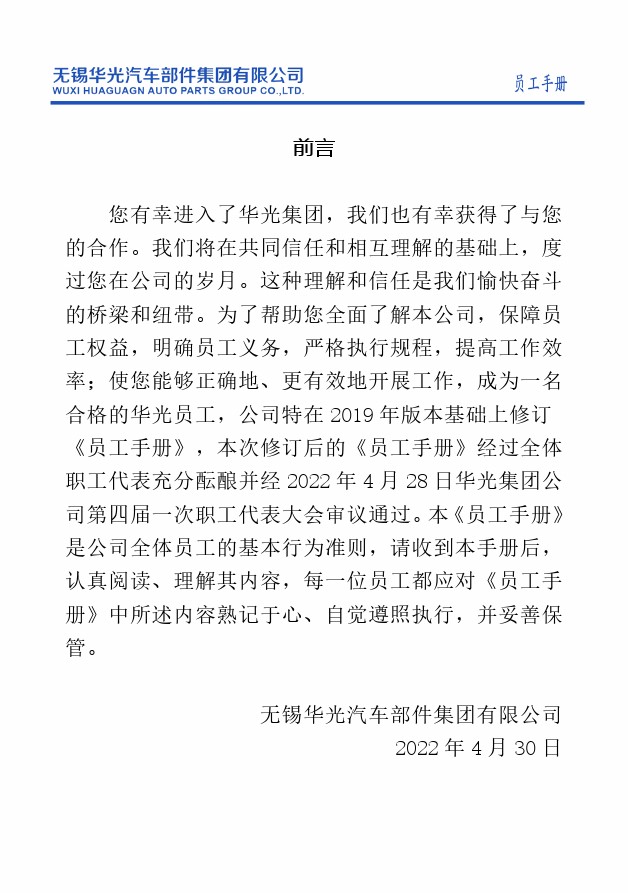 无锡华光汽车部件集团有限公司
WUXI HUAGUAGN AUTO PARTS GROUP CO.,LTD.
员工手册
前言
您有幸进入了华光集团，我们也有幸获得了与您
的合作。我们将在共同信任和相互理解的基础上，度
过您在公司的岁月。这种理解和信任是我们愉快奋斗
的桥梁和纽带。为了帮助您全面了解本公司，保障员
工权益，明确员工义务，严格执行规程，提高工作效
率；使您能够正确地、更有效地开展工作，成为一名
合格的华光员工，公司特在 2019 年版本基础上修订
《员工手册》，本次修订后的《员工手册》经过全体
职工代表充分酝酿并经 2022 年 4 月 28 日华光集团公
司第四届一次职工代表大会审议通过。本《员工手册》
是公司全体员工的基本行为准则，请收到本手册后，
认真阅读、理解其内容，每一位员工都应对《员工手
册》中所述内容熟记于心、自觉遵照执行，并妥善保
管。
无锡华光汽车部件集团有限公司
2022 年 4 月 30 日